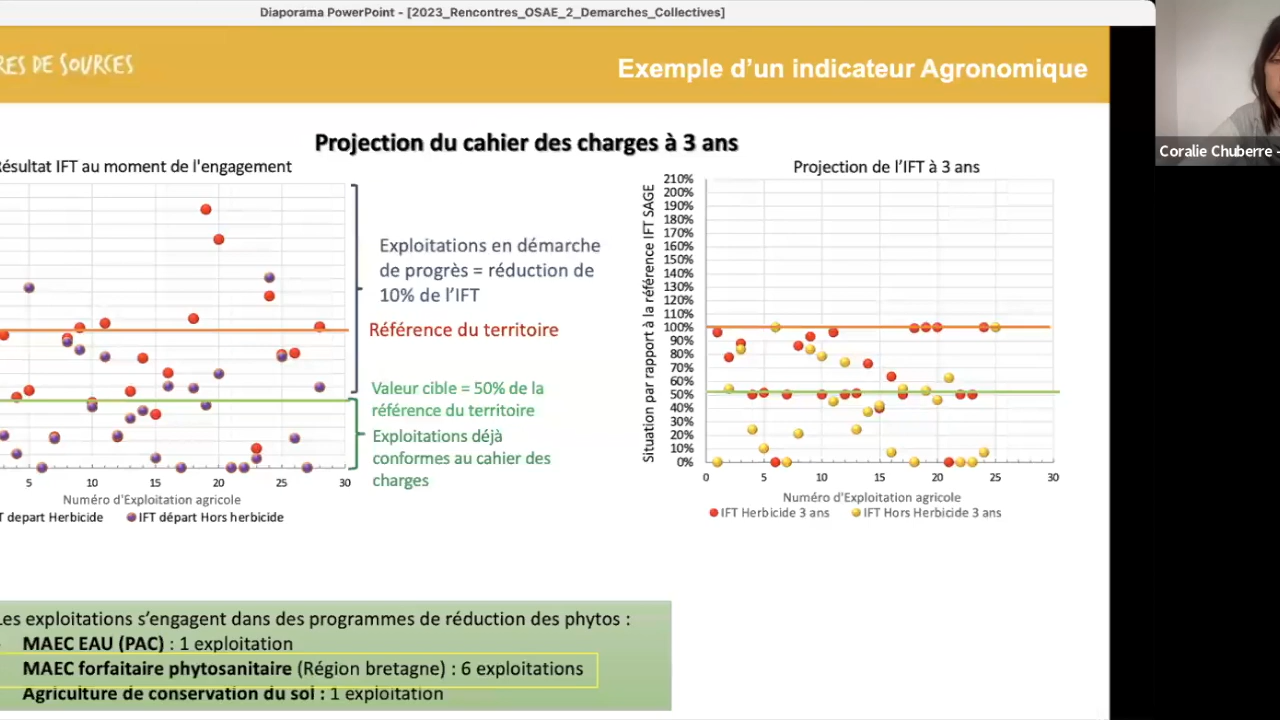 Diaporama PowerPoint - [2023_Rencontres_OSAE_2_Demarches_Collectives]
RES DE SOURCES
Exemple d’un indicateur Agronomique
Projection du cahier des charges à 3 ans
Résultat IFT au moment de l'engagement
Exploitations en démarche
de progrès = réduction de
10% de l’IFT
Référence du territoire
Valeur cible = 50% de la
référence du territoire
Exploitations déjà
conformes au cahier des
charges
5 10 15 20 25 30
Numéro d'Exploitation agricole
T depart Herbicide IFT départ Hors herbicide
Projection de l’IFT à 3 ans
Situation par rapport à la référence IFT SAGE
210%
200%
190%
180%
170%
160%
150%
140%
130%
120%
110%
100%
90%
80%
70%
60%
50%
40%
30%
20%
10%
0%
0 5 10 15 20 25 30
Numéro d'Exploitation agricole
IFT Herbicide 3 ans IFT Hors Herbicide 3 ans
Les exploitations s’engagent dans des programmes de réduction des phytos :
MAEC EAU (PAC) : 1 exploitation
MAEC forfaitaire phytosanitaire (Région bretagne) : 6 exploitations
Agriculture de conservation du sol : 1 exploitation
Coralie Chuberre -